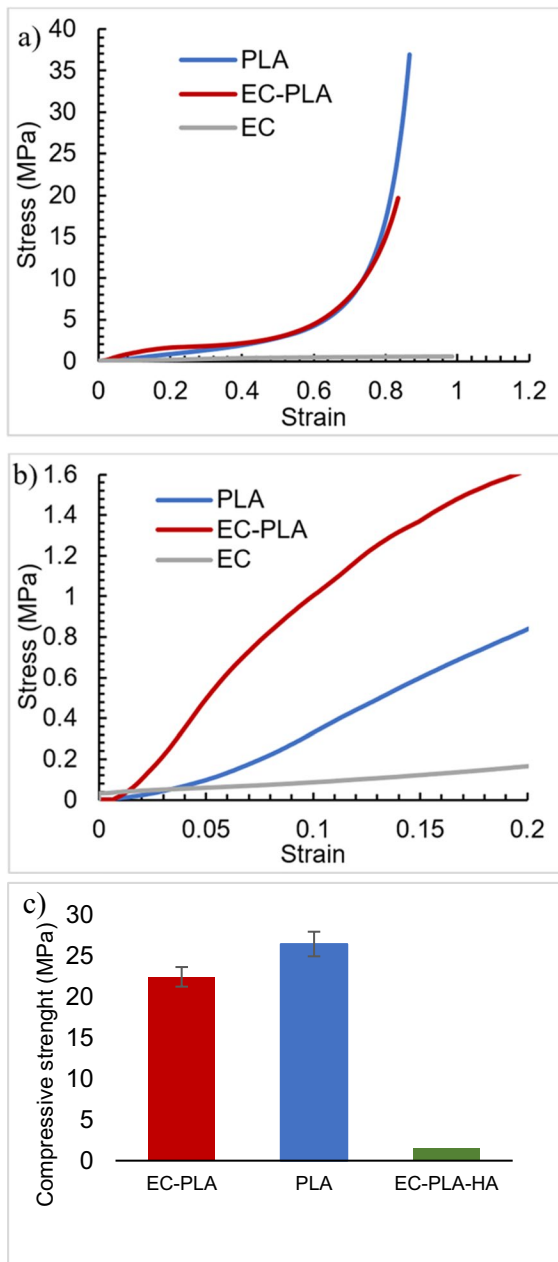 a)
40
35
30
25
20
15
10
5
0
Stress (MPa)
PLA
EC-PLA
EC
0 0.2 0.4 0.6 0.8 1 1.2
Strain
b)
1.6
1.4
1.2
1
0.8
0.6
0.4
0.2
0
Stress (MPa)
PLA
EC-PLA
EC
0 0.05 0.1 0.15 0.2
Strain
c)
30
25
20
15
10
5
0
Compressive strenght (MPa)
EC-PLA PLA EC-PLA-HA